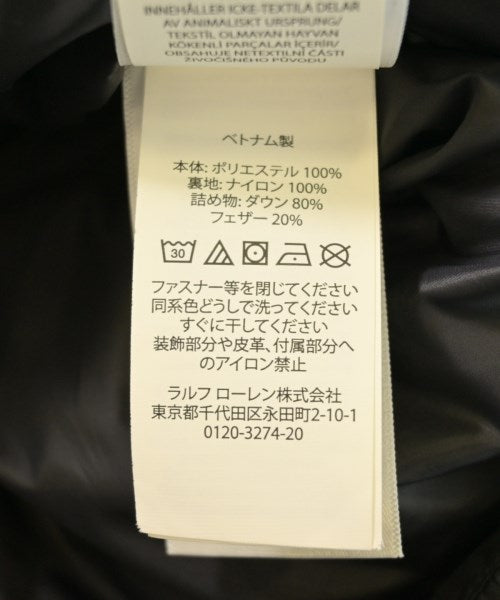 INNEHÅLLER ICKE-TEXTILA DELAR
AV ANIMALISKT URSPRUNG/
TEKSTİL OLMAYAN HAYVAN
KÖKENLİ PARÇALAR İÇERİR/
OBSAHUJE NETEXTILNÍ ČÁSTI
ŽIVOČIŠNÉHO PŮVODU
ベトナム製
本体: ポリエステル 100%
裏地: ナイロン 100%
詰め物: ダウン 80%
フェザー 20%
30
ファスナー等を閉じてください
同系色どうしで洗ってください
すぐに干してください
装飾部分や皮革、付属部分へ
のアイロン禁止
ラルフ ローレン株式会社
東京都千代田区永田町2-10-1
0120-3274-20